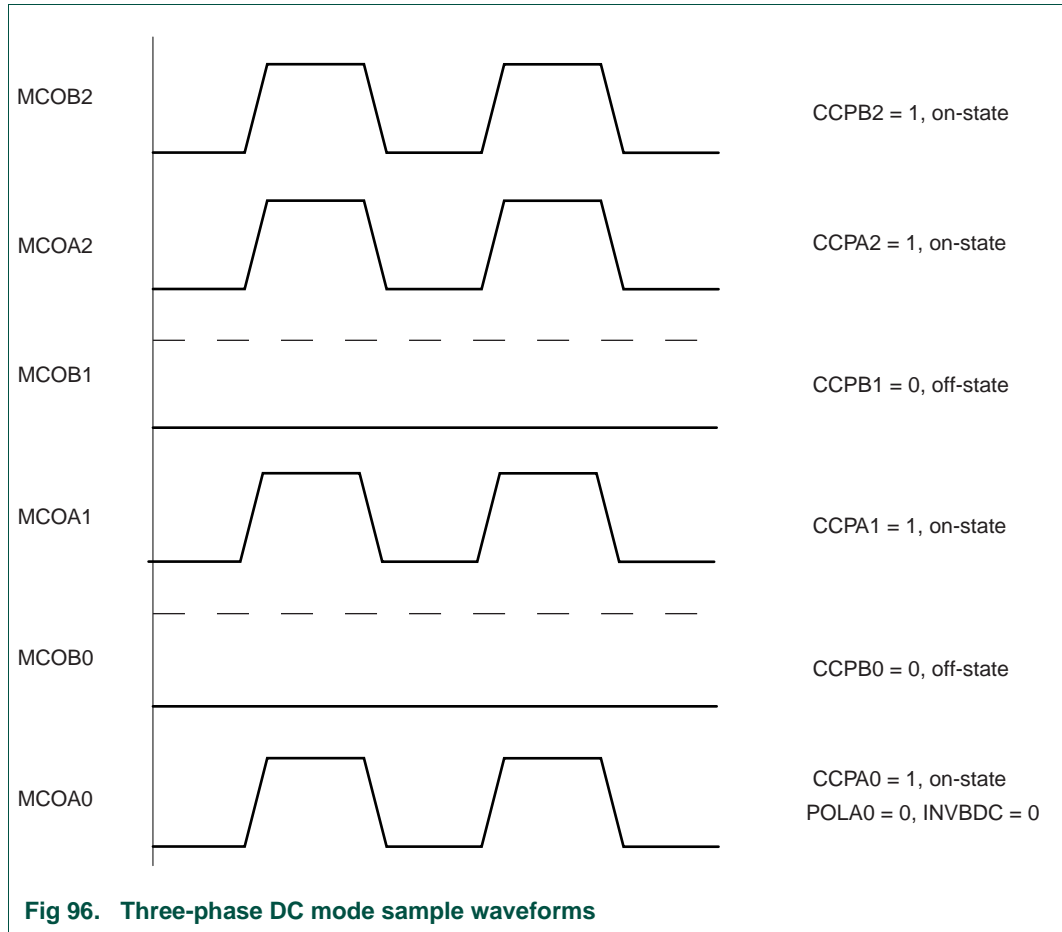 MCOB2
CCPB2 = 1, on-state
MCOA2
CCPA2 = 1, on-state
MCOB1
CCPB1 = 0, off-state
MCOA1
CCPA1 = 1, on-state
MCOB0
CCPB0 = 0, off-state
MCOA0
CCPA0 = 1, on-state
POLA0 = 0, INVBDC = 0
Fig 96. Three-phase DC mode sample waveforms